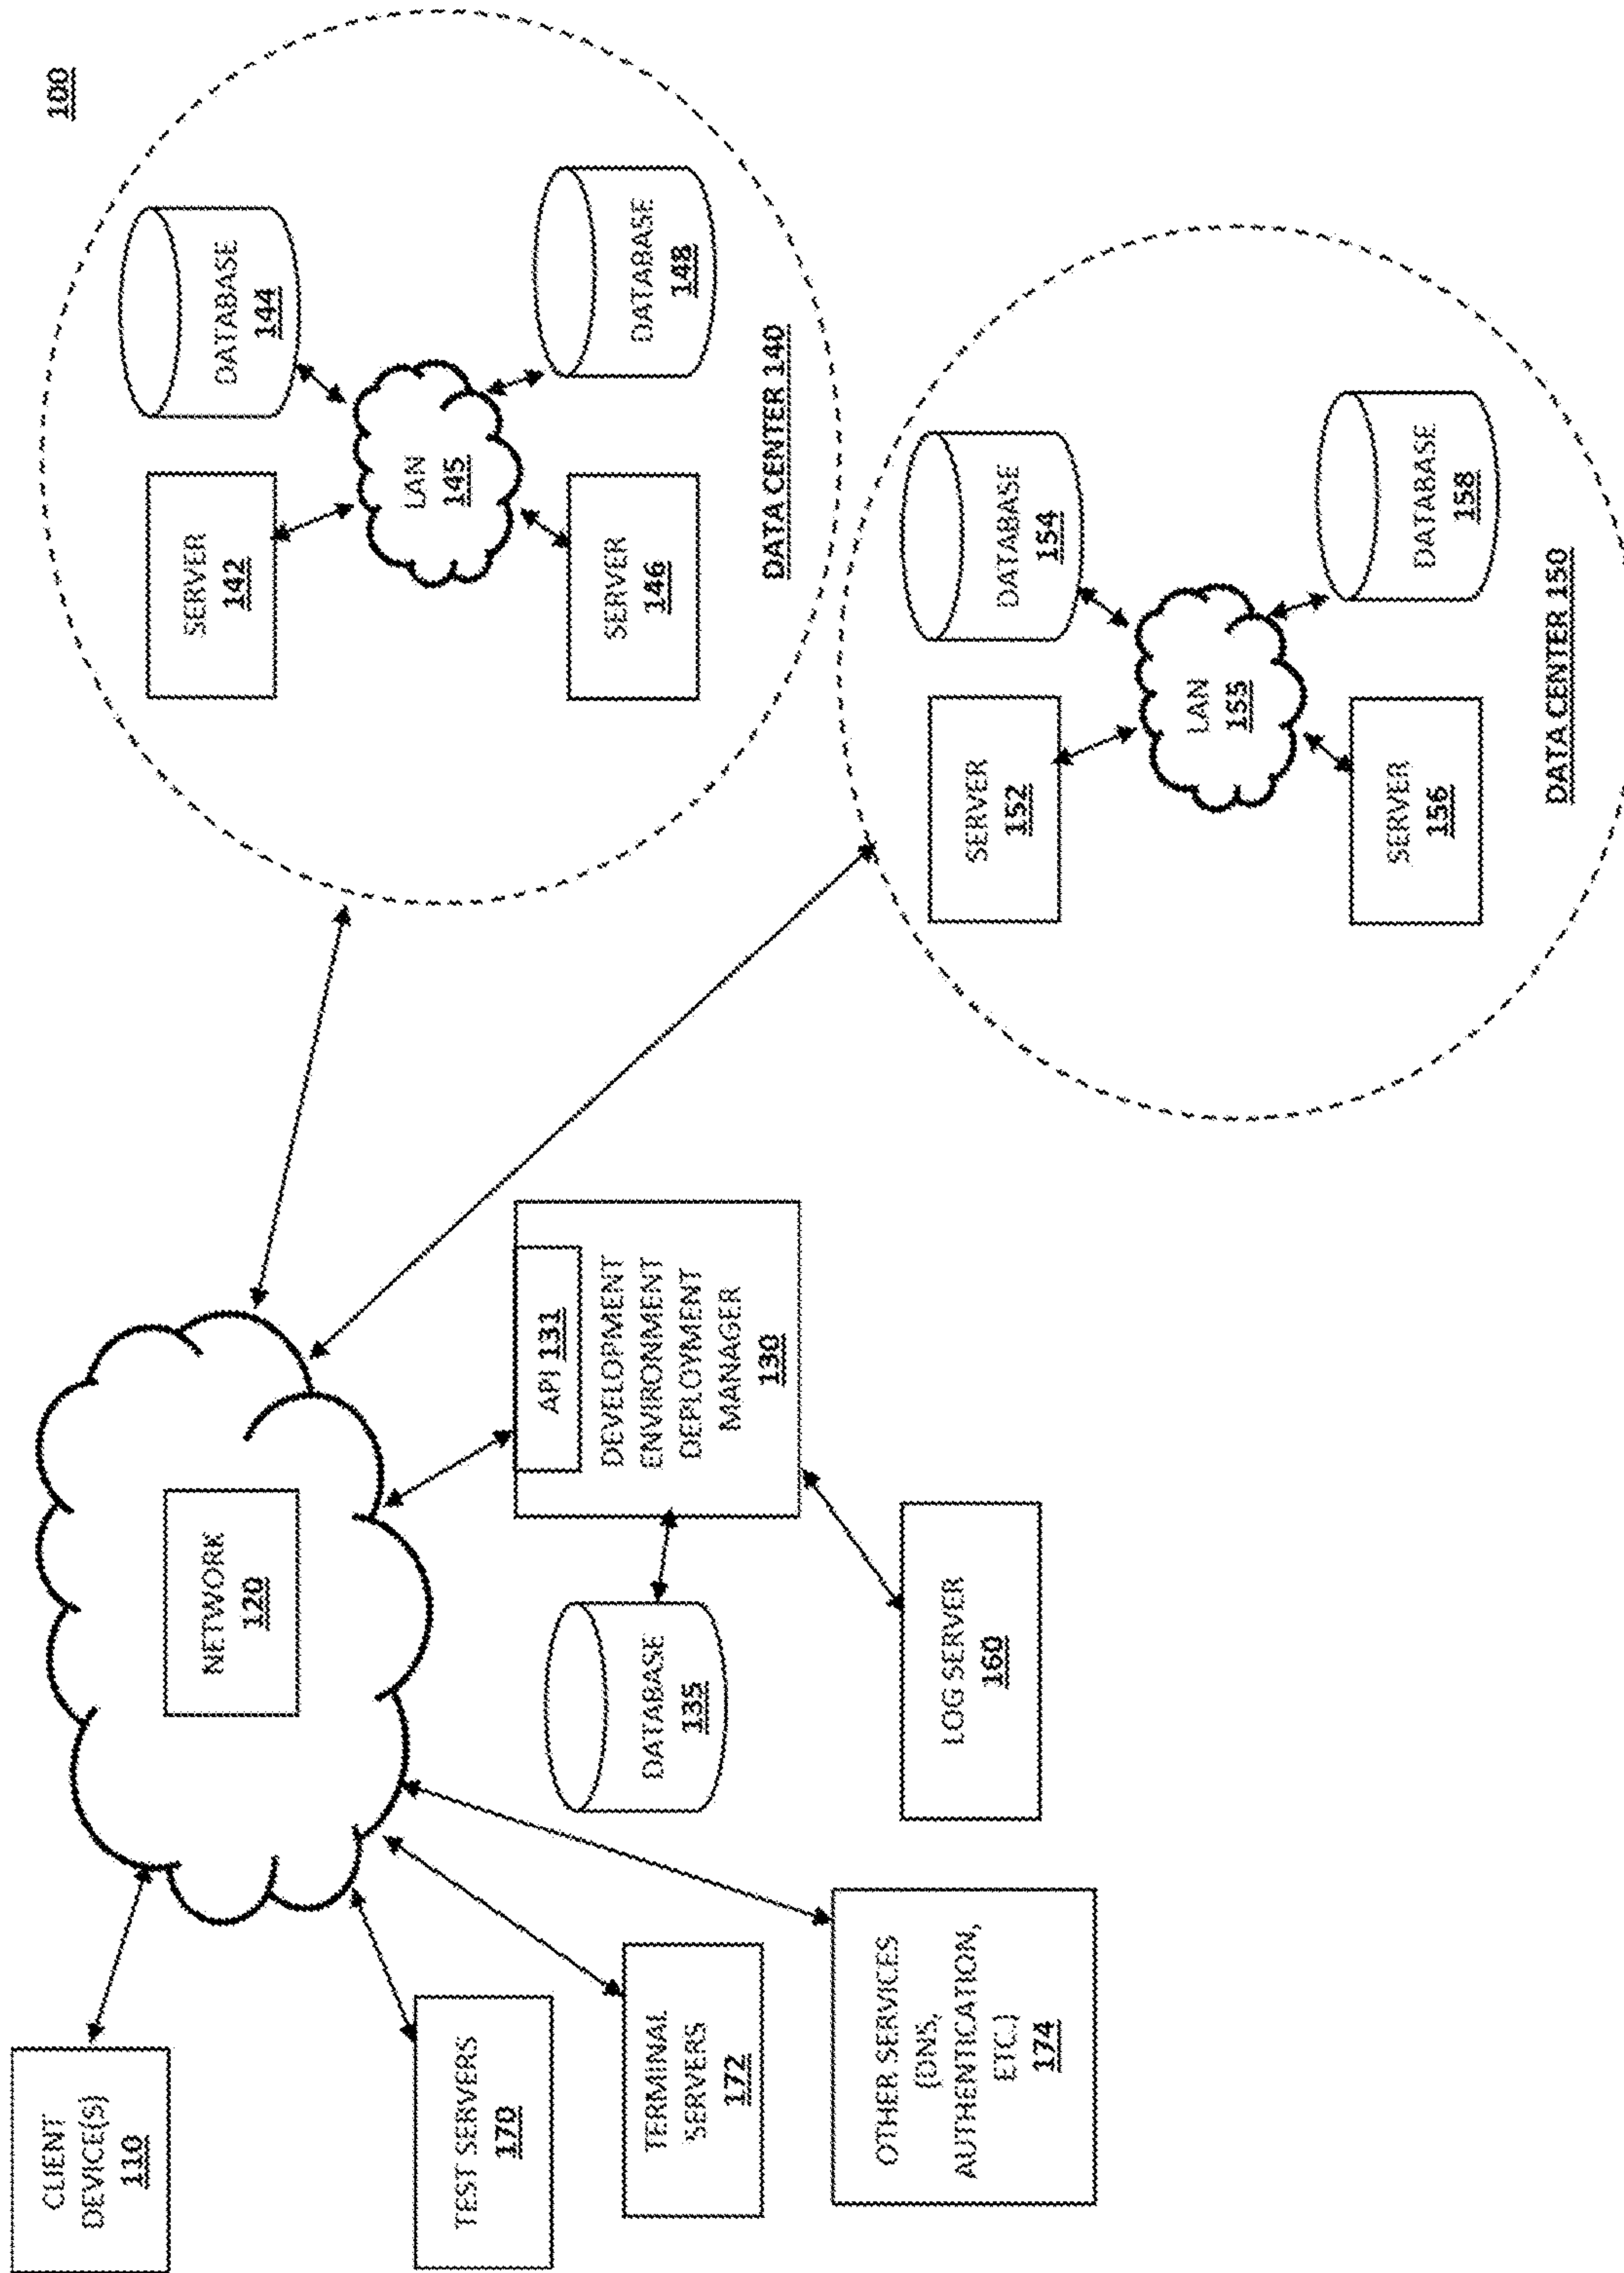 100
CLIENT
DEVICE(S)
110
NETWORK
120
SERVER
142
DATABASE
144
LAN
145
SERVER
146
DATABASE
148
DATA CENTER 140
TEST SERVERS
170
TERMINAL
SERVERS
172
OTHER SERVICES
(DNS,
AUTHENTICATION,
ETC.)
174
DATABASE
135
API 131
DEVELOPMENT
ENVIRONMENT
DEPLOYMENT
MANAGER
130
LOG SERVER
160
SERVER
152
DATABASE
154
LAN
155
SERVER
156
DATABASE
158
DATA CENTER 150